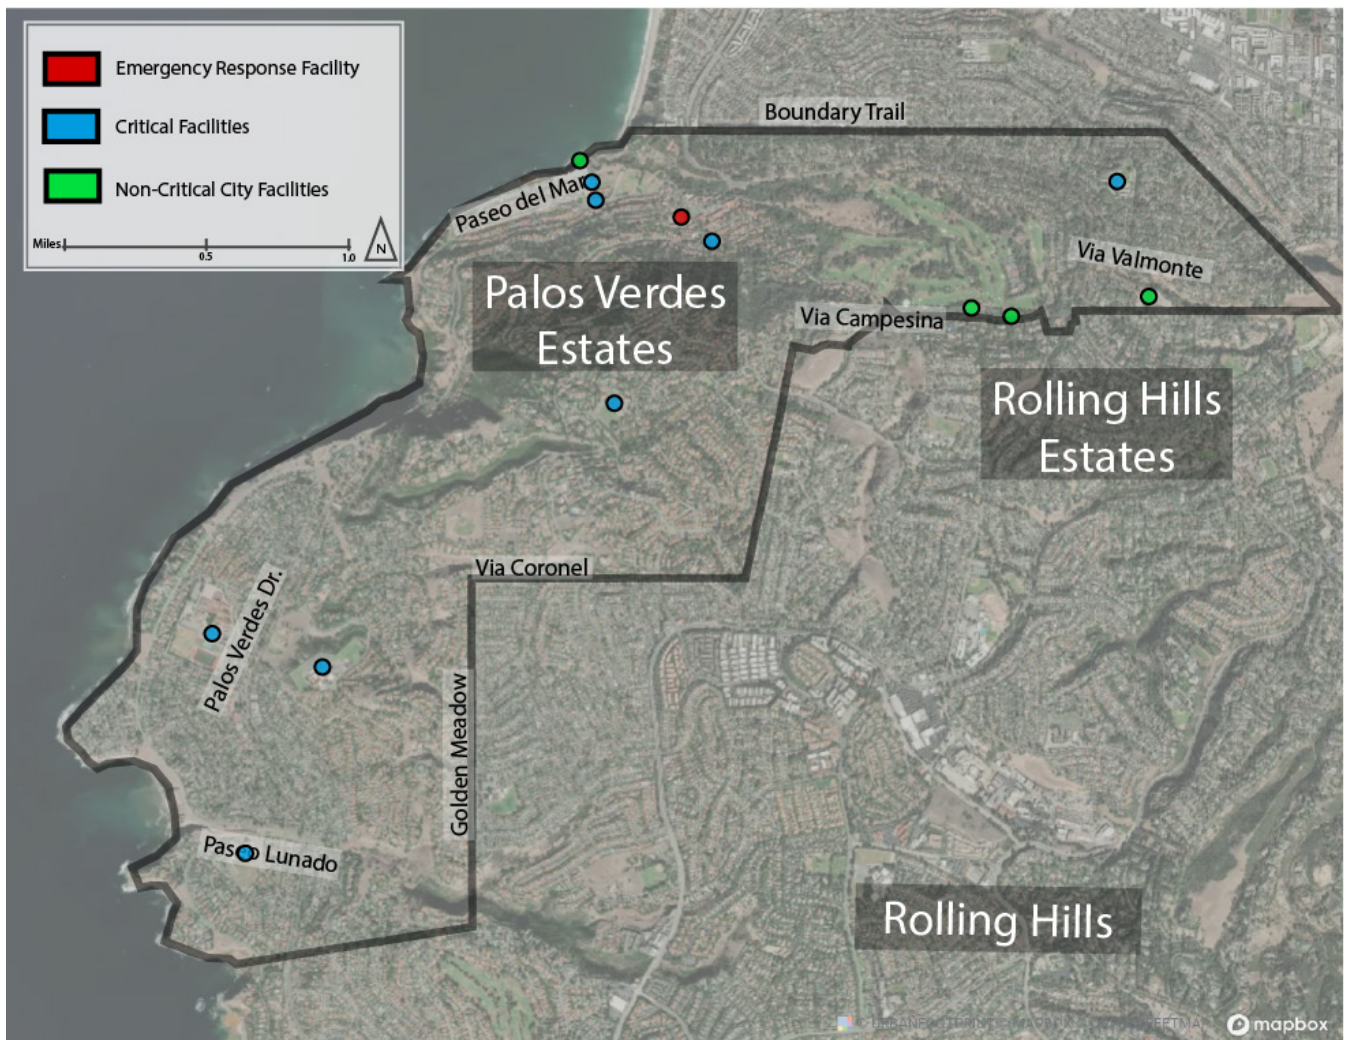 Emergency Response Facility
Critical Facilities
Non-Critical City Facilities
Miles
0.5
1.0
N
Boundary Trail
Paseo del Mar
Via Valmonte
Palos Verdes
Estates
Via Campesina
Rolling Hills
Estates
Via Coronel
Palos Verdes Dr.
Golden Meadow
Paseo Lunado
Rolling Hills
mapbox